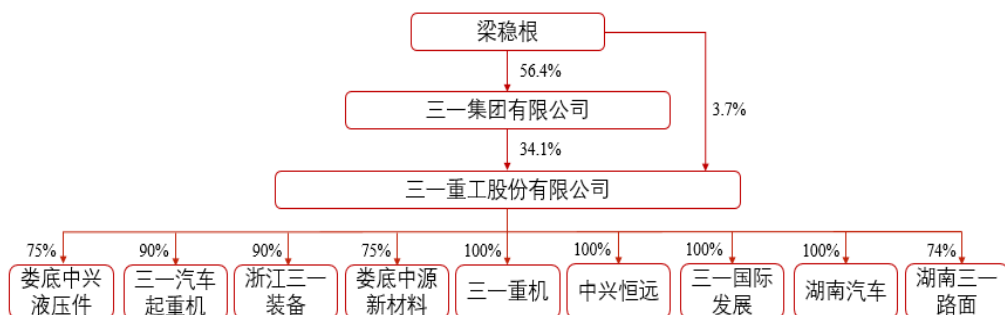 梁稳根
56.4%
三一集团有限公司
3.7%
34.1%
三一重工股份有限公司
75%
90%
90%
75%
100%
100%
100%
100%
74%
娄底中兴
液压件
三一汽车
起重机
浙江三一
装备
娄底中源
新材料
三一重机
中兴恒远
三一国际
发展
湖南汽车
湖南三一
路面